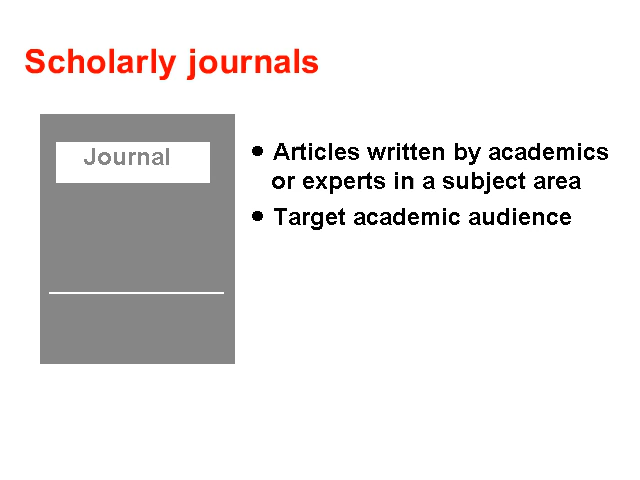 Scholarly journals
Journal
• Articles written by academics
or experts in a subject area
• Target academic audience